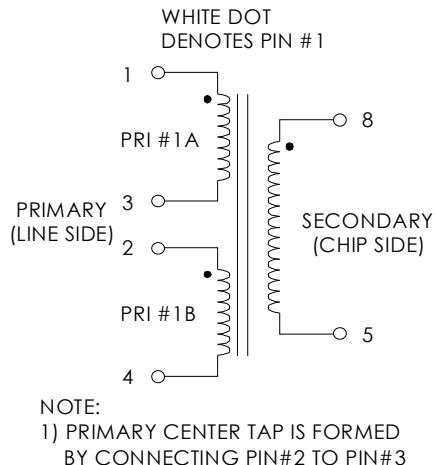 WHITE DOT
DENOTES PIN #1
1
8
PRI #1A
PRIMARY
(LINE SIDE)
3
2
SECONDARY
(CHIP SIDE)
PRI #1B
5
4
NOTE:
1) PRIMARY CENTER TAP IS FORMED
BY CONNECTING PIN#2 TO PIN#3